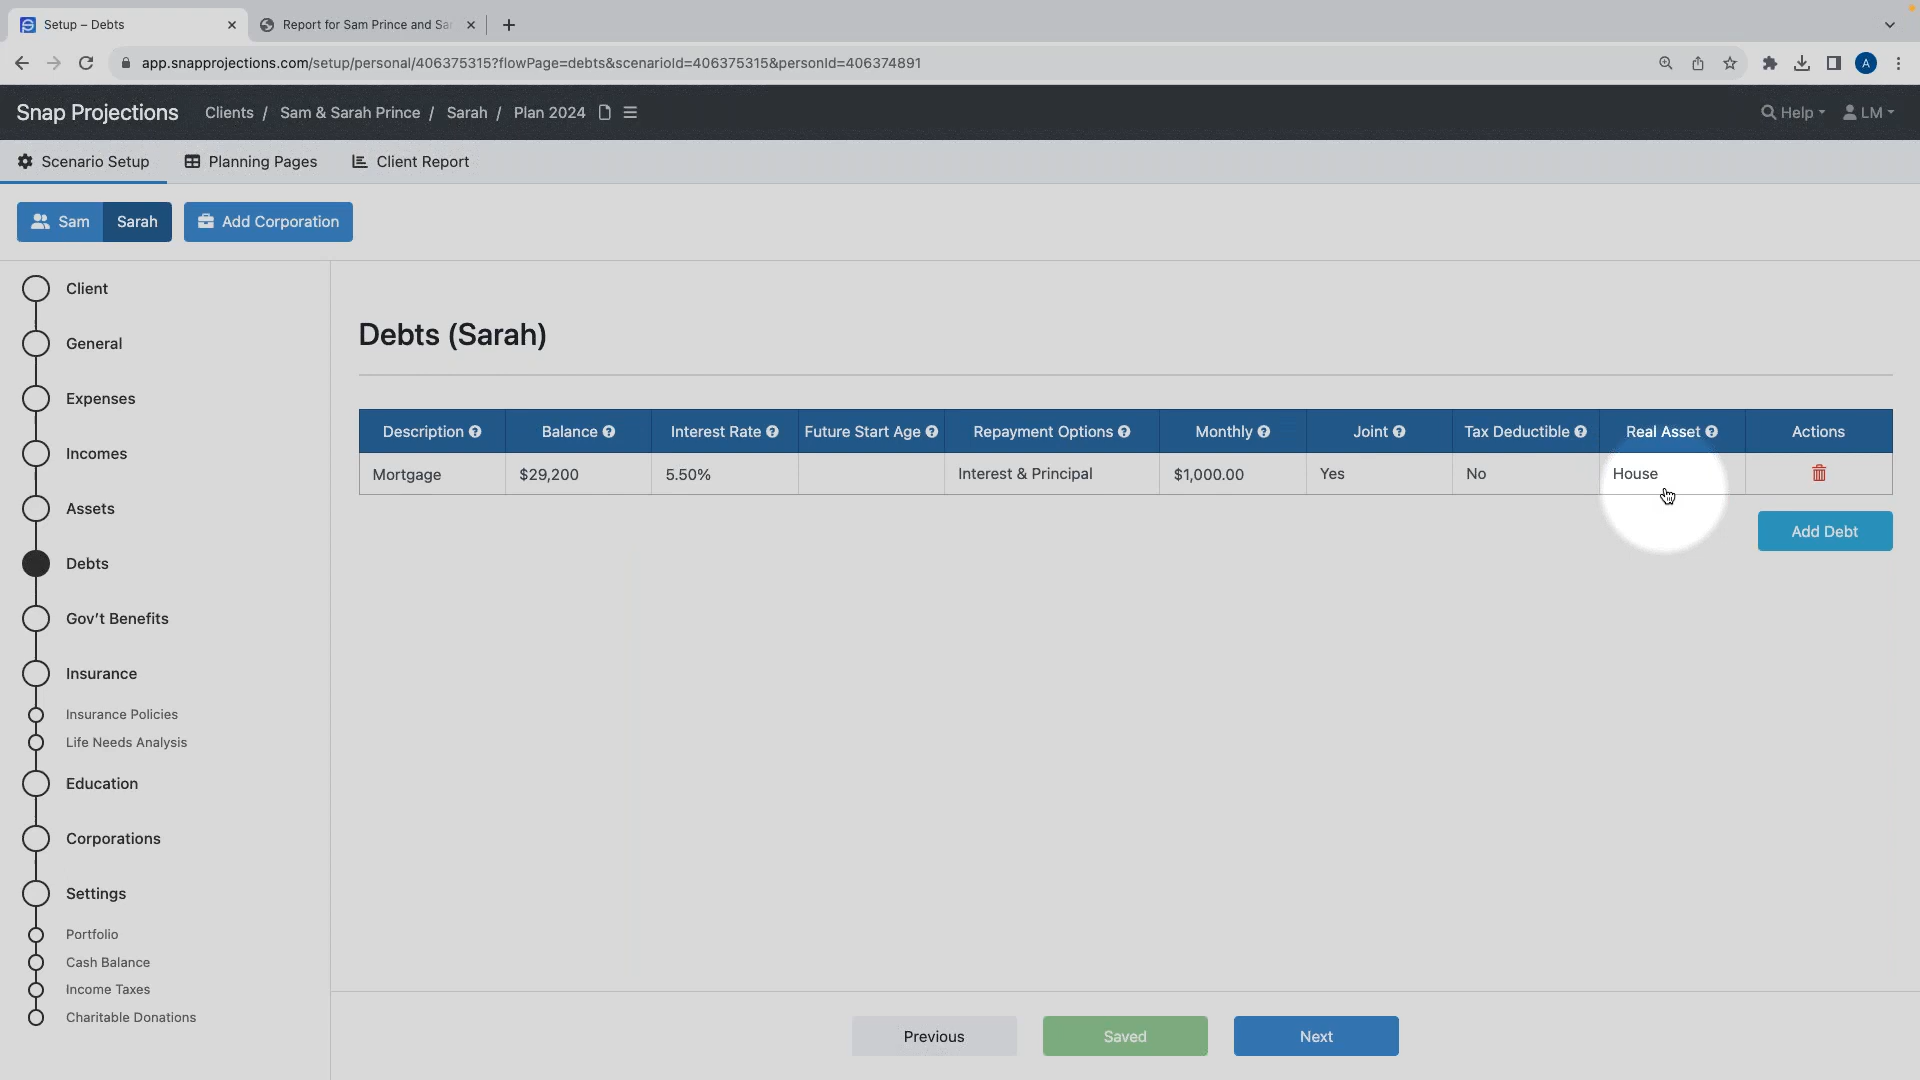 Setup – Debts
Report for Sam Prince and Sa
app.snapprojections.com/setup/personal/406375315?flowPage=debts&scenarioId=406375315&personId=406374891
A
Snap Projections
Clients / Sam & Sarah Prince / Sarah / Plan 2024
Help
LM
Scenario Setup
Planning Pages
Client Report
Sam
Sarah
Add Corporation
Client
General
Expenses
Incomes
Assets
Debts
Gov't Benefits
Insurance
Insurance Policies
Life Needs Analysis
Education
Corporations
Settings
Portfolio
Cash Balance
Income Taxes
Charitable Donations
Debts (Sarah)
Description Balance Interest Rate Future Start Age Repayment Options Monthly Joint Tax Deductible Real Asset Actions
Mortgage $29,200 5.50% Interest & Principal $1,000.00 Yes No House
Add Debt
Previous
Saved
Next